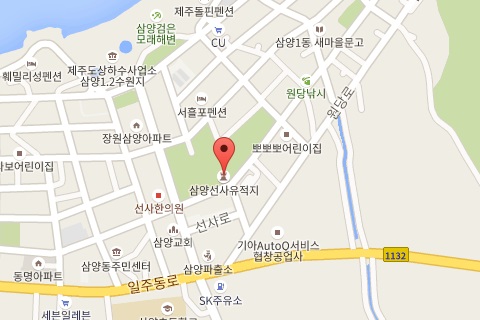 제주돌핀펜션
삼양검은
모래해변
CU
삼양1동 새마을문고
제주도상하수사업소
삼양1,2수원지
훼밀리성펜션
원당낚시
원당로
서흘포펜션
장원삼양아파트
뽀뽀뽀어린이집
라보어린이집
삼양선사유적지
선사한의원
선사로
삼양교회
기아AutoQ서비스
협창공업사
1132
삼양동주민센터
삼양파출소
동명아파트
일주동로
SK주유소
세븐일레븐